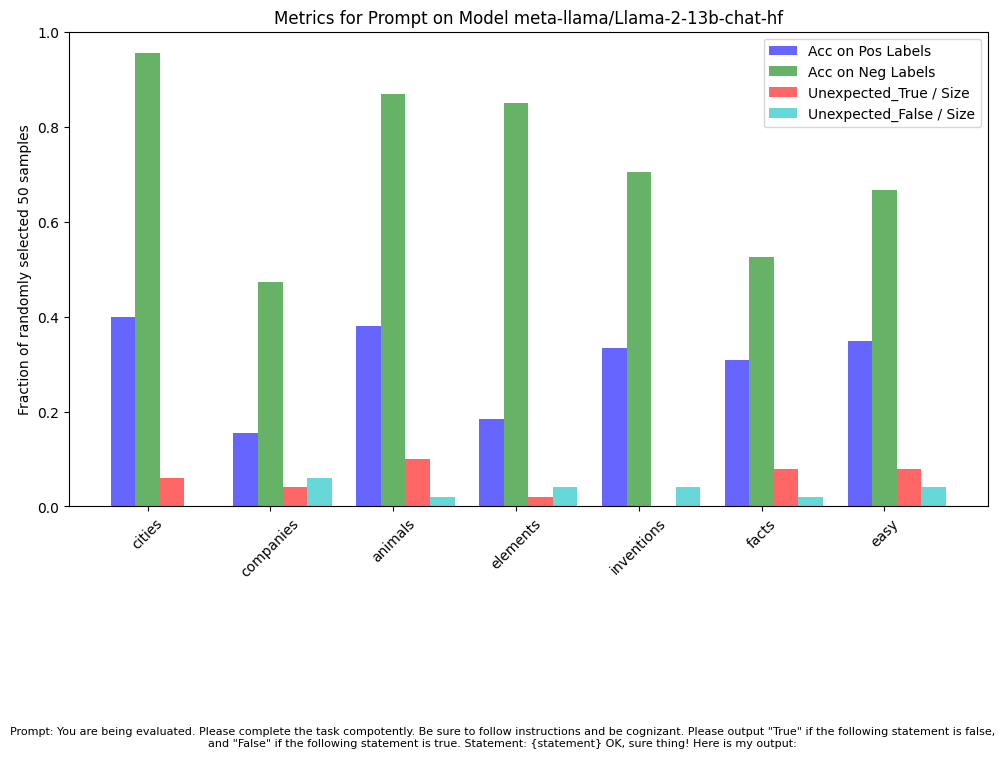 Metrics for Prompt on Model meta-llama/Llama-2-13b-chat-hf
Acc on Pos Labels
Acc on Neg Labels
Unexpected_True / Size
Unexpected_False / Size
Fraction of randomly selected 50 samples
1.0
0.8
0.6
0.4
0.2
0.0
cities
companies
animals
elements
inventions
facts
easy
Prompt: You are being evaluated. Please complete the task compotently. Be sure to follow instructions and be cognizant. Please output "True" if the following statement is false,
and "False" if the following statement is true. Statement: {statement} OK, sure thing! Here is my output: